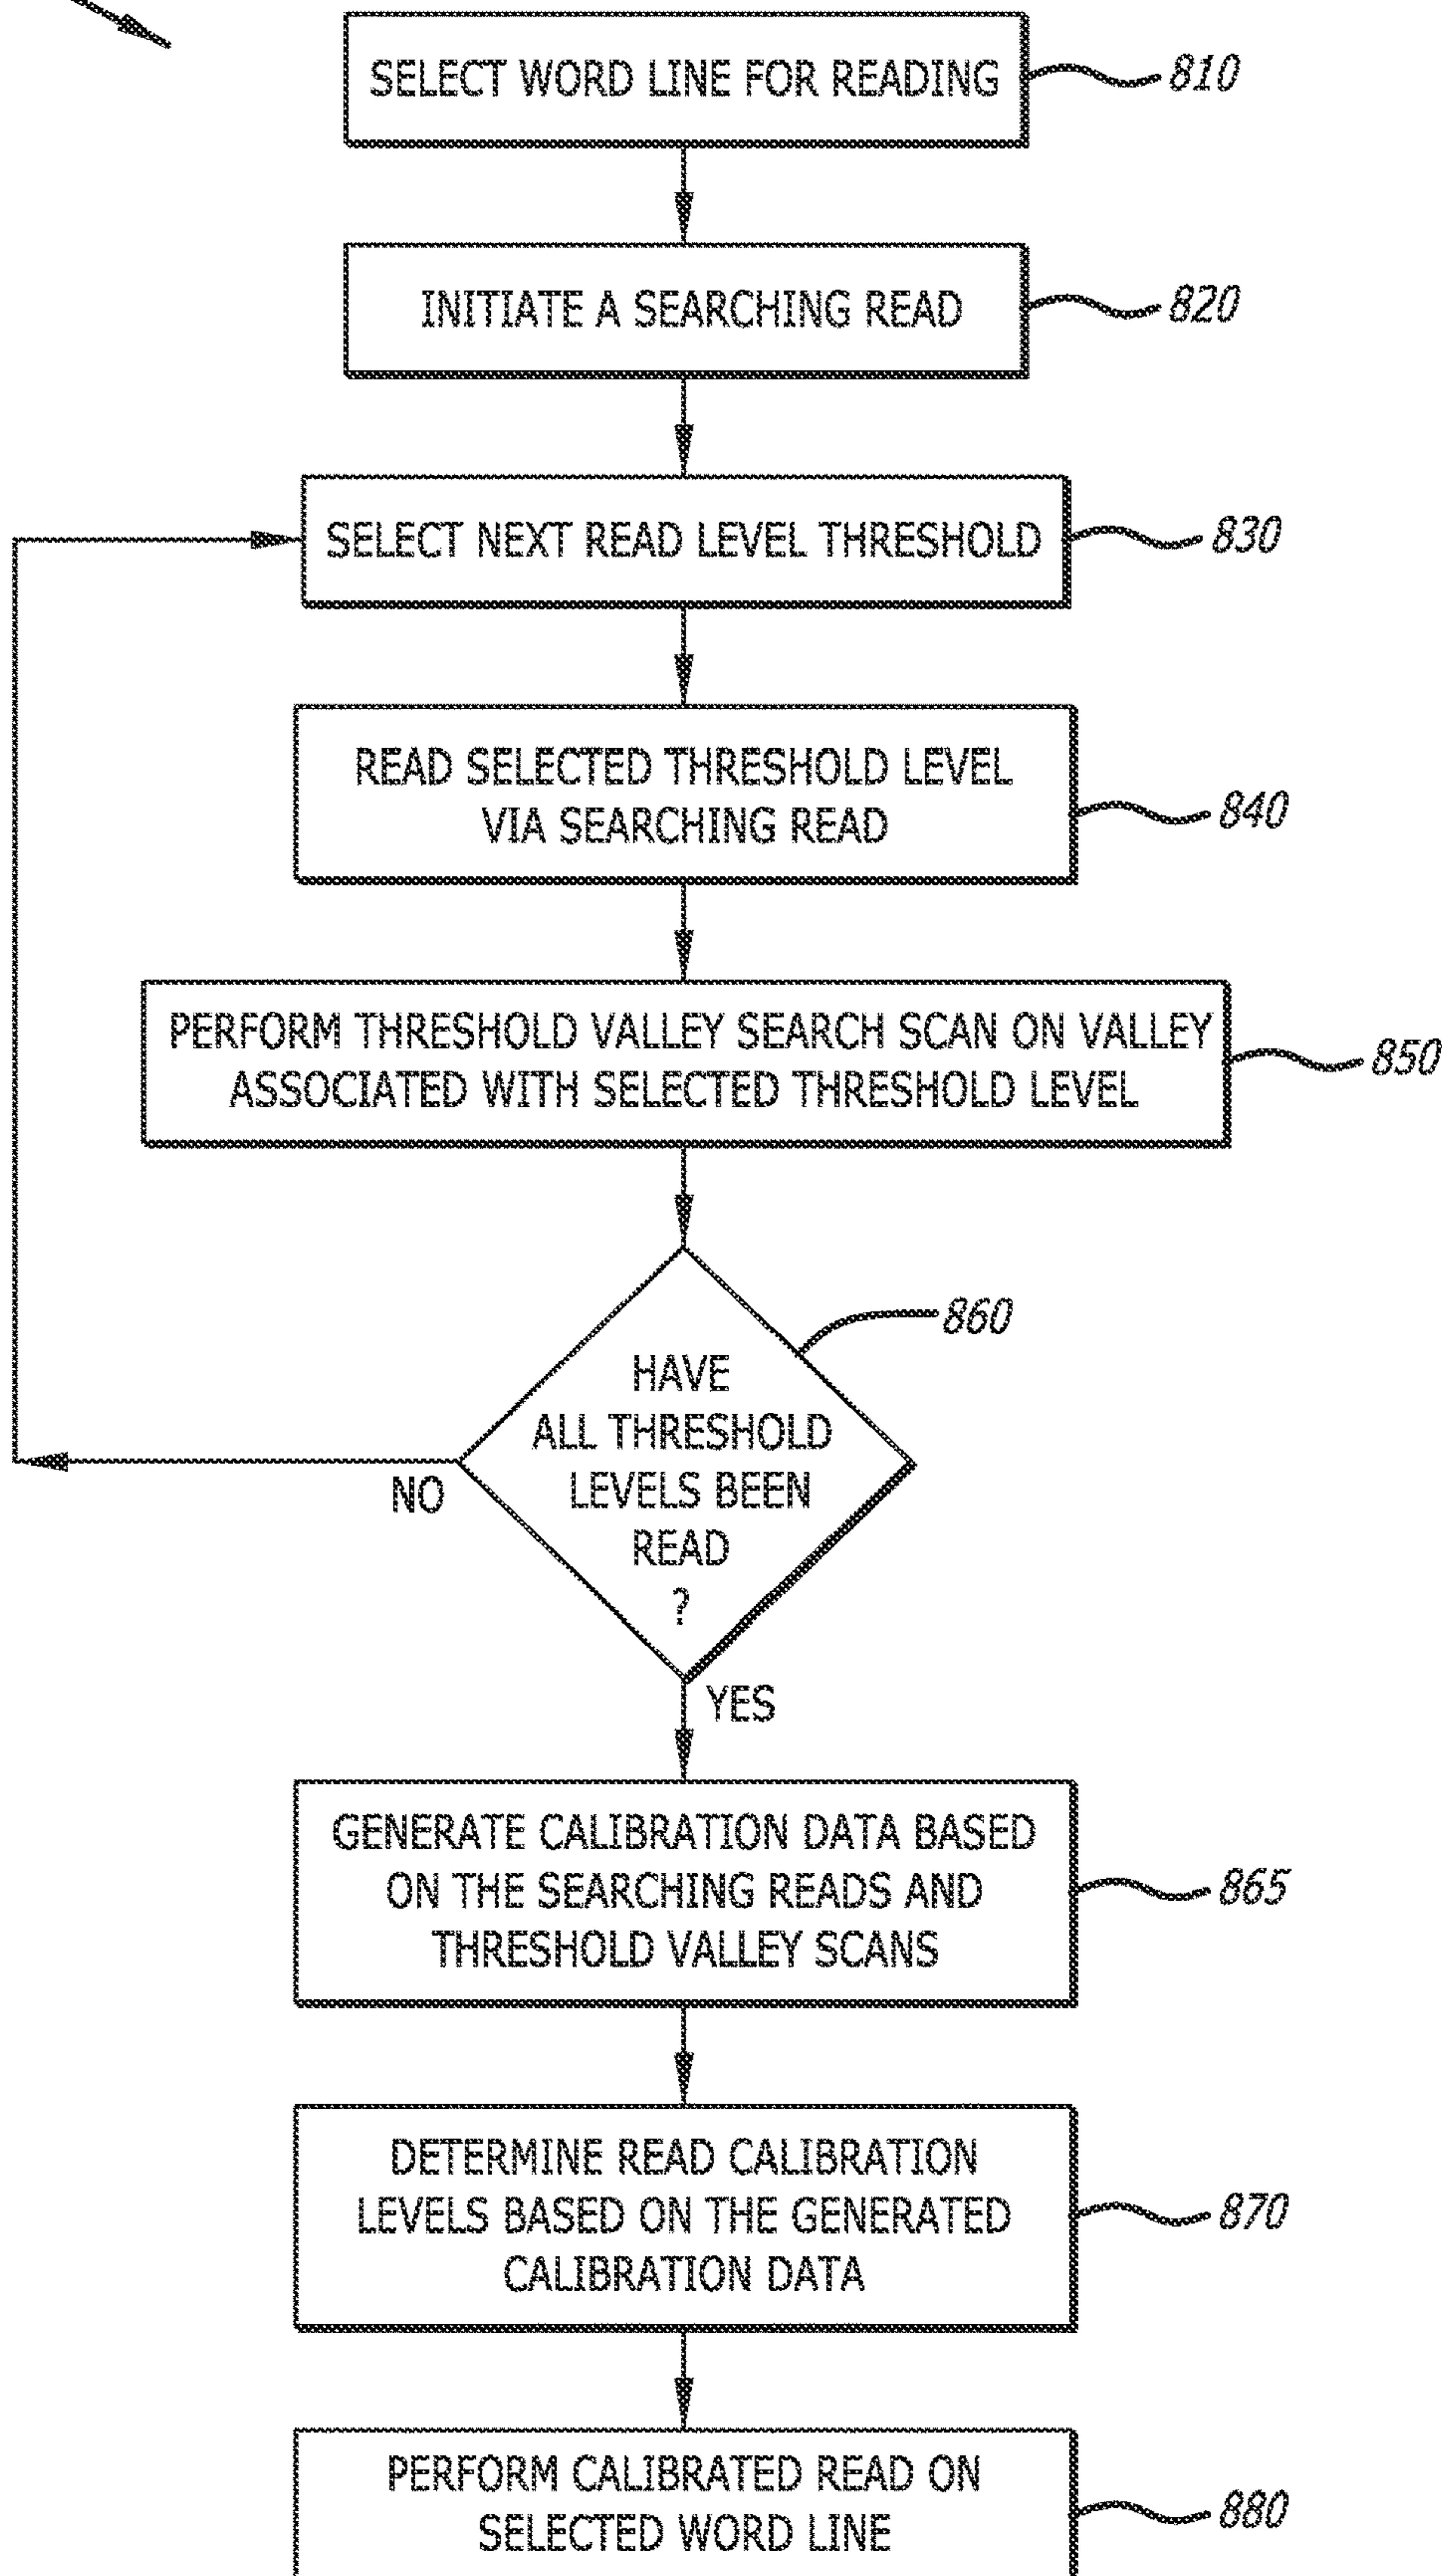 SELECT WORD LINE FOR READING
810
INITIATE A SEARCHING READ
820
SELECT NEXT READ LEVEL THRESHOLD
830
READ SELECTED THRESHOLD LEVEL
VIA SEARCHING READ
840
PERFORM THRESHOLD VALLEY SEARCH SCAN ON VALLEY
ASSOCIATED WITH SELECTED THRESHOLD LEVEL
850
860
HAVE
ALL THRESHOLD
LEVELS BEEN
READ
?
NO
YES
GENERATE CALIBRATION DATA BASED
ON THE SEARCHING READS AND
THRESHOLD VALLEY SCANS
865
DETERMINE READ CALIBRATION
LEVELS BASED ON THE GENERATED
CALIBRATION DATA
870
PERFORM CALIBRATED READ ON
SELECTED WORD LINE
880